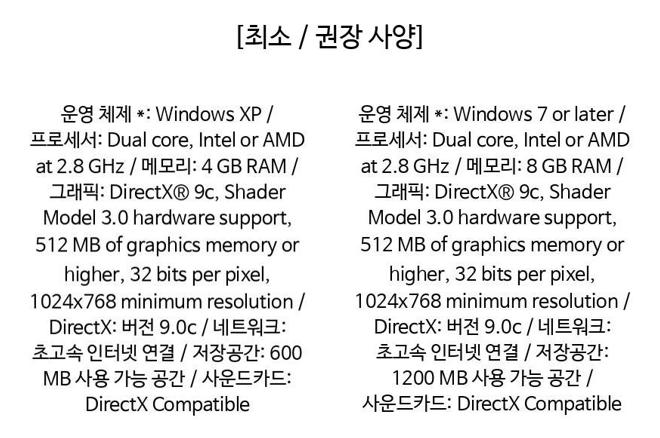 [최소 / 권장 사양]
운영 체제 *: Windows XP /
프로세서: Dual core, Intel or AMD
at 2.8 GHz / 메모리: 4 GB RAM /
그래픽: DirectX® 9c, Shader
Model 3.0 hardware support,
512 MB of graphics memory or
higher, 32 bits per pixel,
1024x768 minimum resolution /
DirectX: 버전 9.0c / 네트워크:
초고속 인터넷 연결 / 저장공간: 600
MB 사용 가능 공간 / 사운드카드:
DirectX Compatible
운영 체제 *: Windows 7 or later /
프로세서: Dual core, Intel or AMD
at 2.8 GHz / 메모리: 8 GB RAM /
그래픽: DirectX® 9c, Shader
Model 3.0 hardware support,
512 MB of graphics memory or
higher, 32 bits per pixel,
1024x768 minimum resolution /
DirectX: 버전 9.0c / 네트워크:
초고속 인터넷 연결 / 저장공간:
1200 MB 사용 가능 공간 /
사운드카드: DirectX Compatible